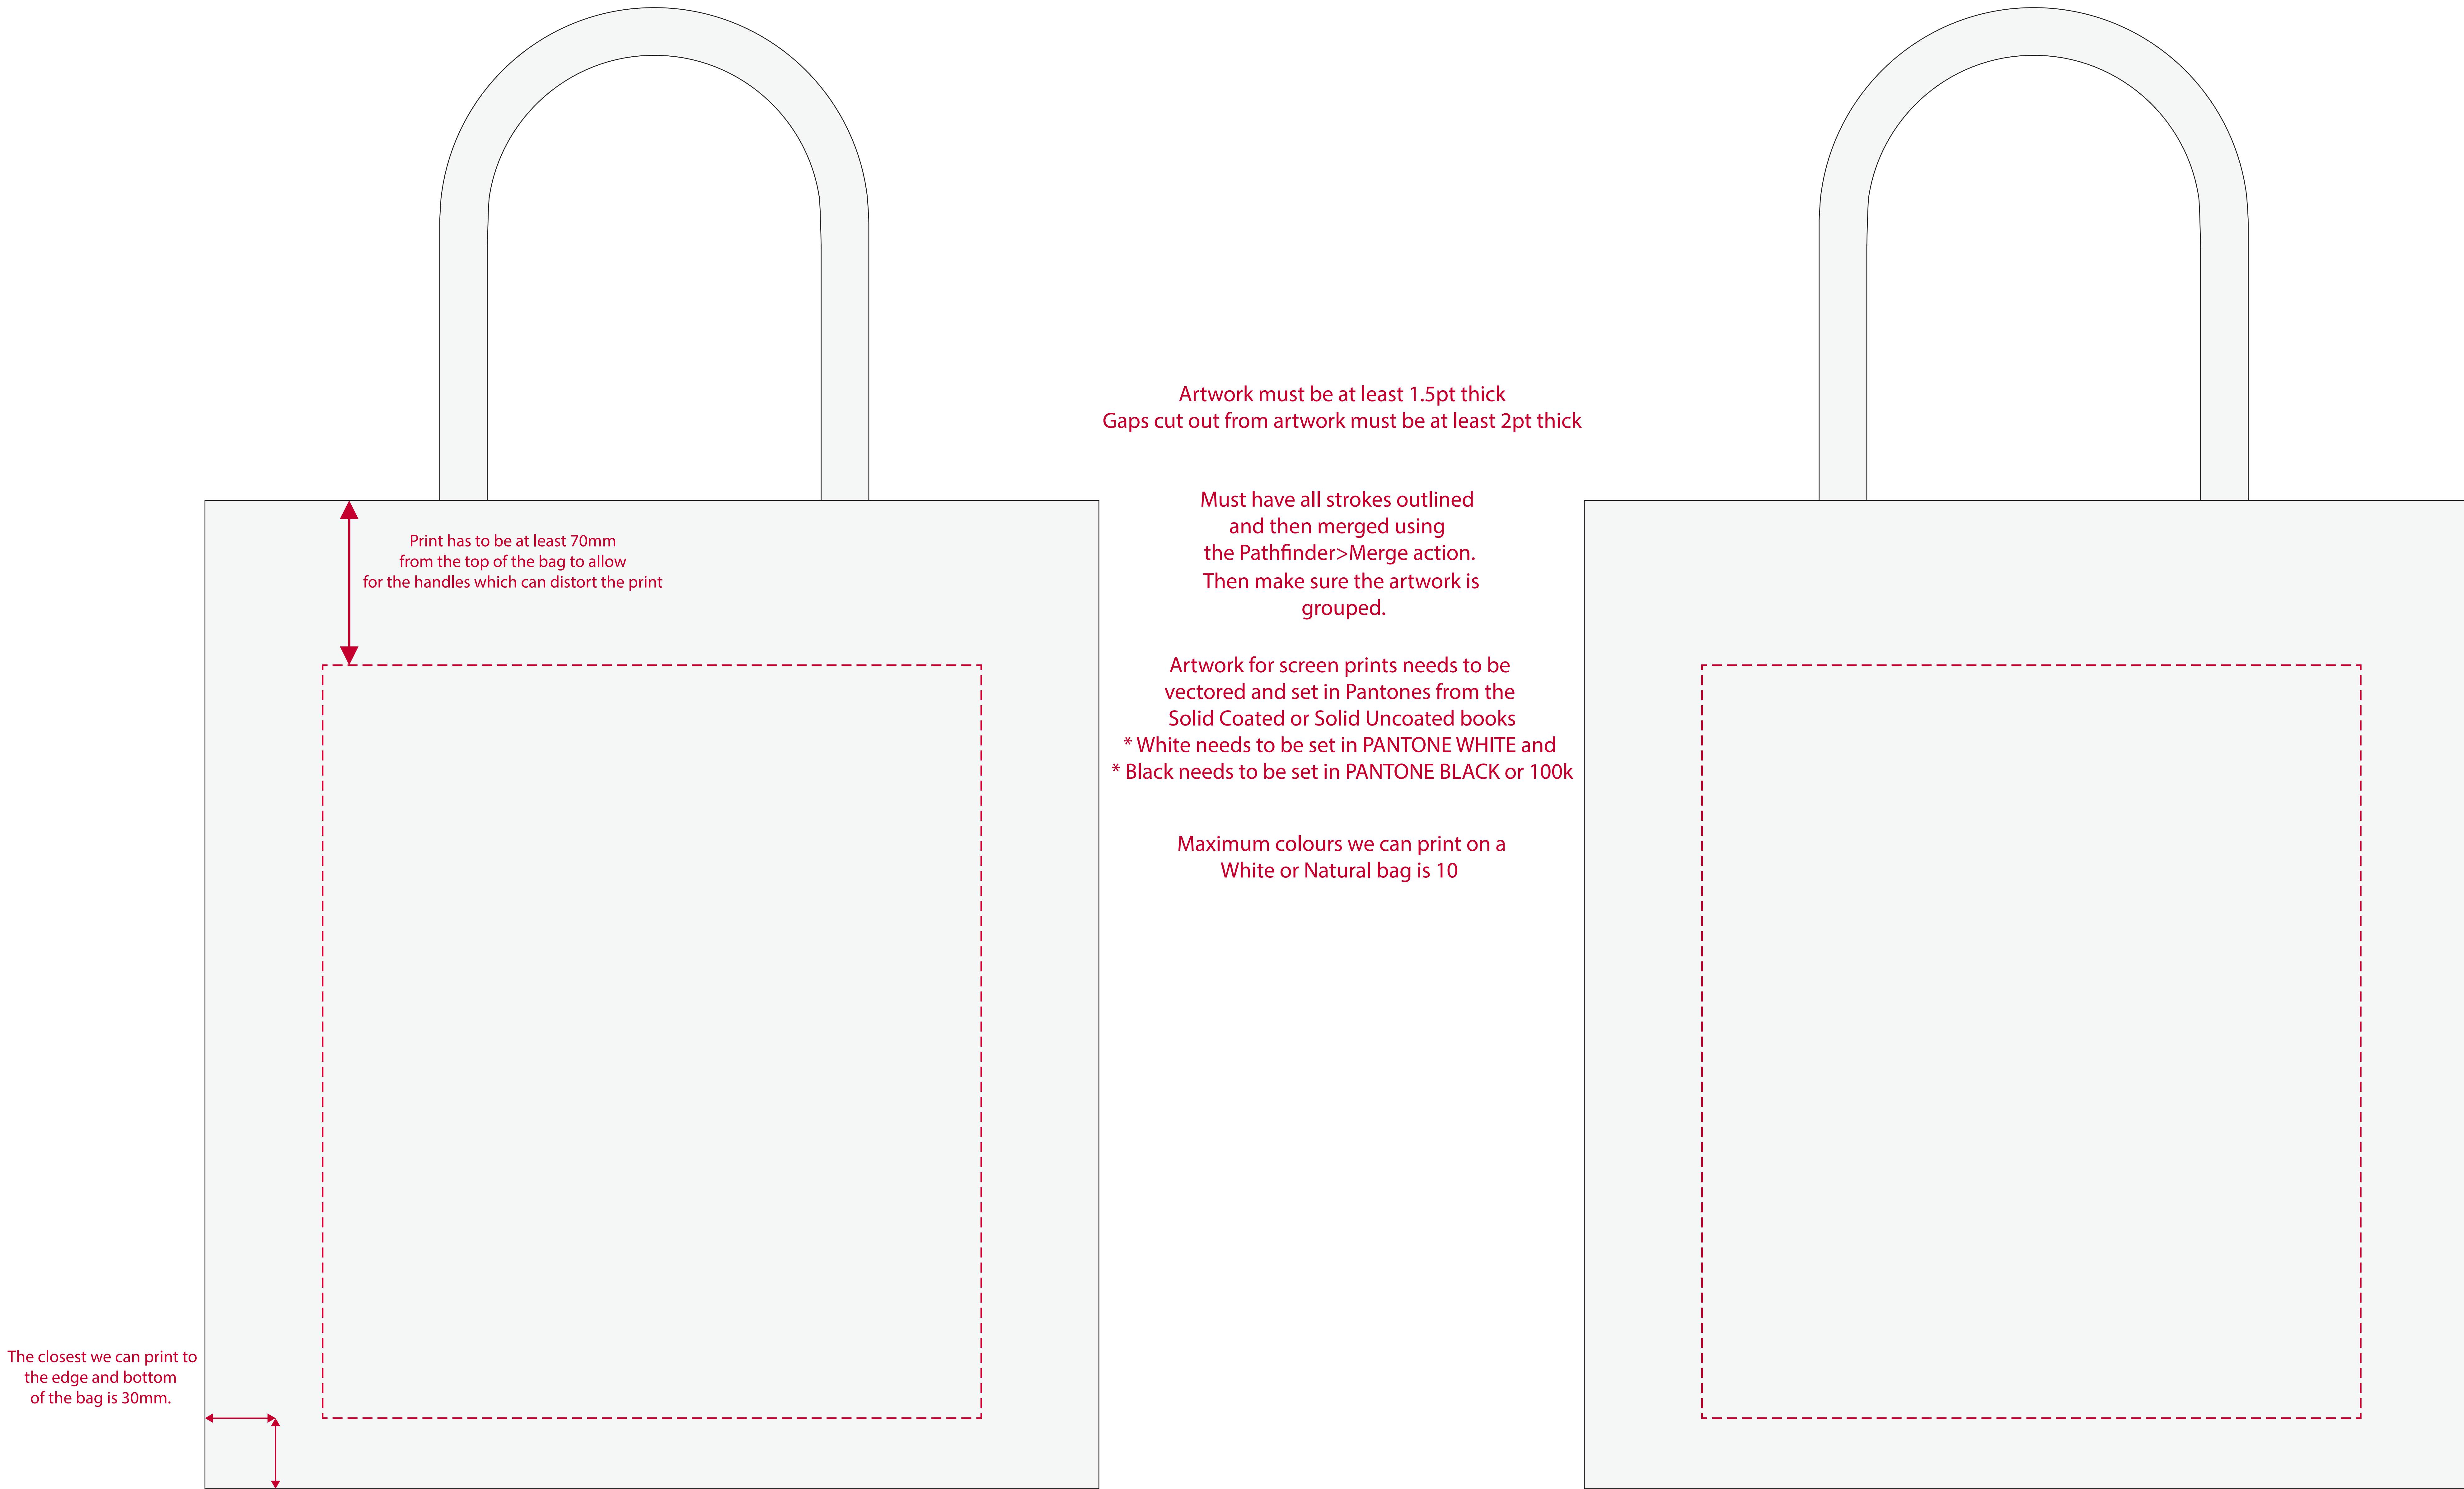 Artwork must be at least 1.5pt thick
Gaps cut out from artwork must be at least 2pt thick
Must have all strokes outlined
and then merged using
the Pathfinder>Merge action.
Then make sure the artwork is
grouped.
Artwork for screen prints needs to be
vectored and set in Pantones from the
Solid Coated or Solid Uncoated books
* White needs to be set in PANTONE WHITE and
* Black needs to be set in PANTONE BLACK or 100k
Maximum colours we can print on a
White or Natural bag is 10
Print has to be at least 70mm
from the top of the bag to allow
for the handles which can distort the print
The closest we can print to
the edge and bottom
of the bag is 30mm.